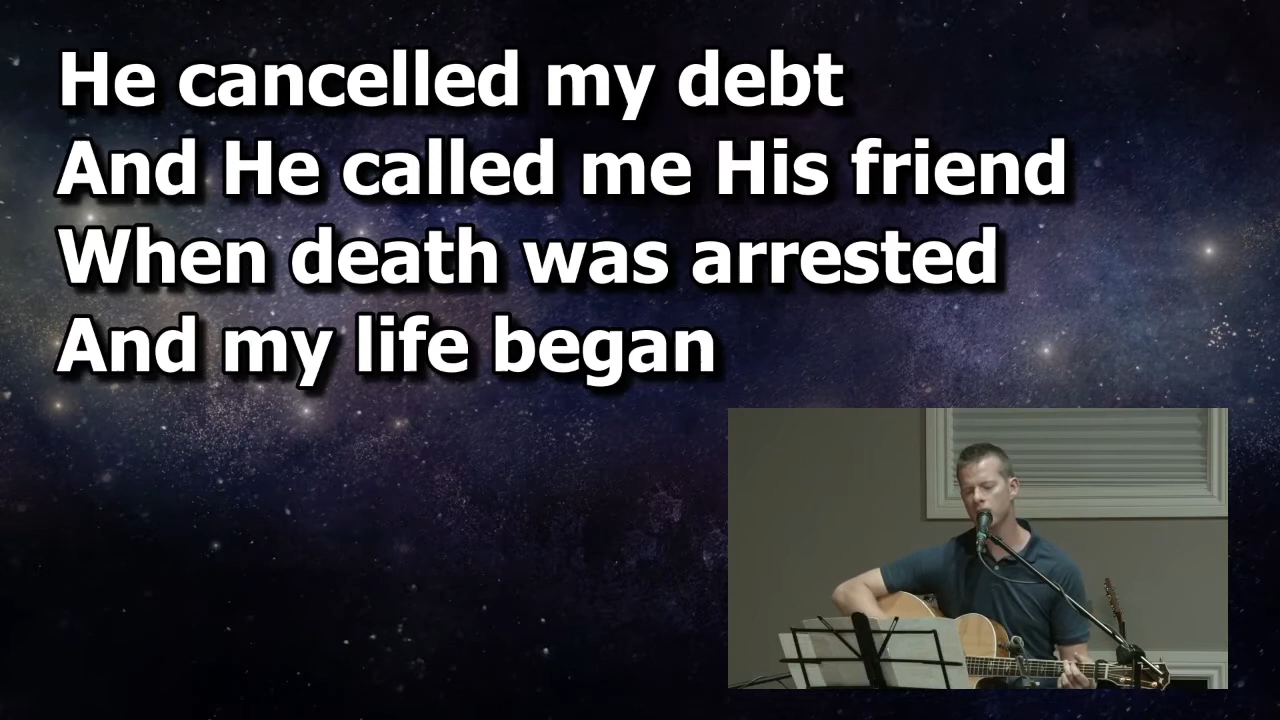 He cancelled my debt
And He called me His friend
When death was arrested
And my life began